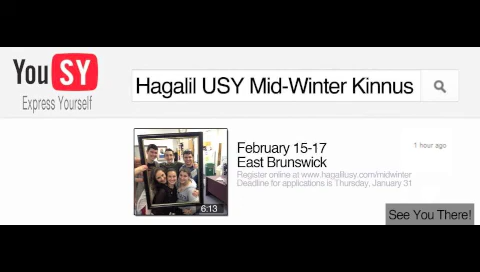 You SY
Express Yourself
Hagalil USY Mid-Winter Kinnus
February 15-17
East Brunswick
1 hour ago
Register online at www.hagalilusy.com/midwinter
Deadline for applications is Thursday, January 31
6:13
See You There!